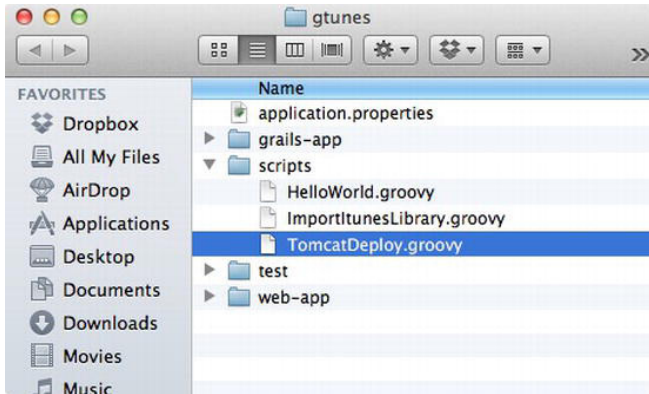 gtunes
FAVORITES
Dropbox
All My Files
AirDrop
Applications
Desktop
Documents
Downloads
Movies
Music
Name
application.properties
grails-app
scripts
HelloWorld.groovy
ImportItunesLibrary.groovy
TomcatDeploy.groovy
test
web-app